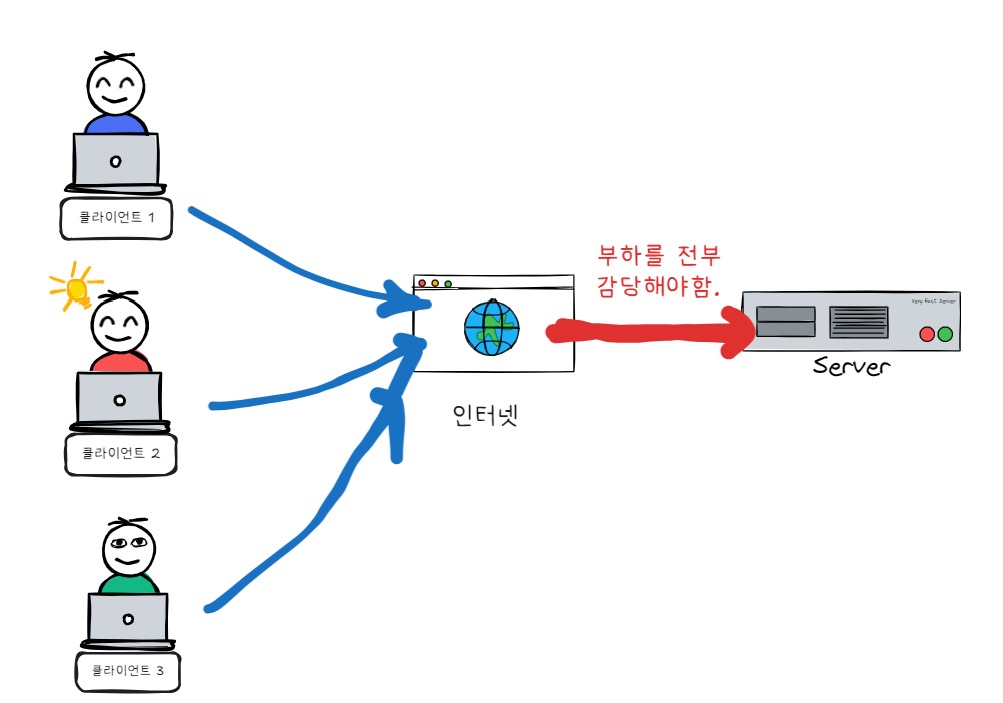 클라이언트 1
부하를 전부
감당해야함.
Very Real Server
Server
인터넷
클라이언트 2
클라이언트 3